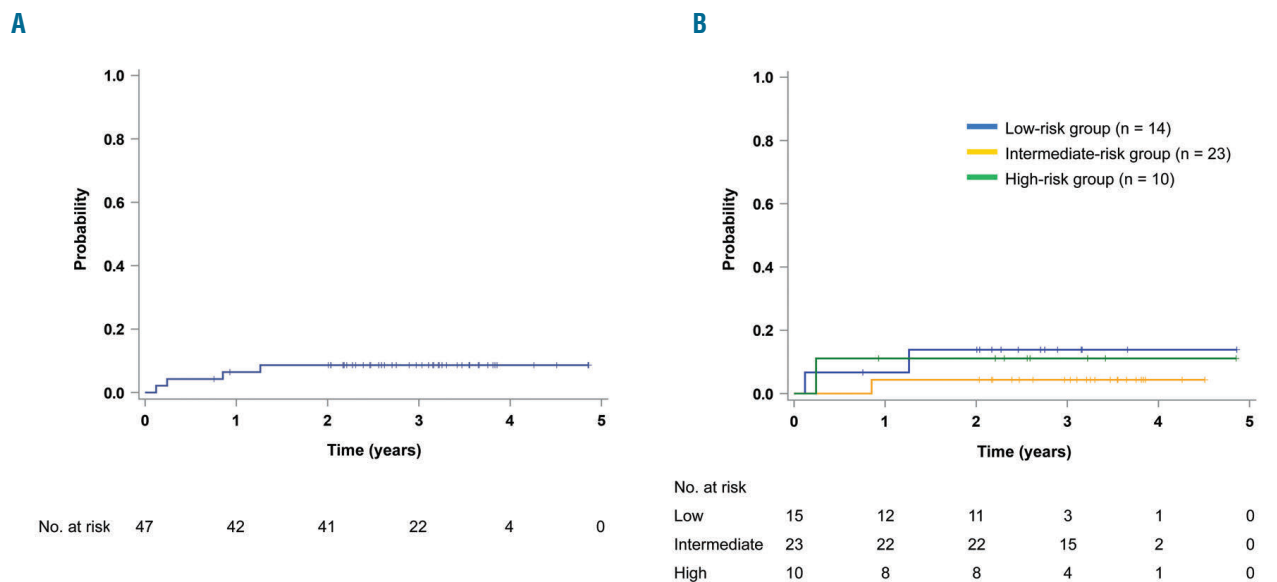 A
1.0
0.8
0.6
0.4
0.2
0.0
Probability
0 1 2 3 4 5
Time (years)
No. at risk 47 42 41 22 4 0
B
1.0
0.8
0.6
0.4
0.2
0.0
Probability
Low-risk group (n = 14)
Intermediate-risk group (n = 23)
High-risk group (n = 10)
0 1 2 3 4 5
Time (years)
No. at risk
Low 15 12 11 3 1 0
Intermediate 23 22 22 15 2 0
High 10 8 8 4 1 0